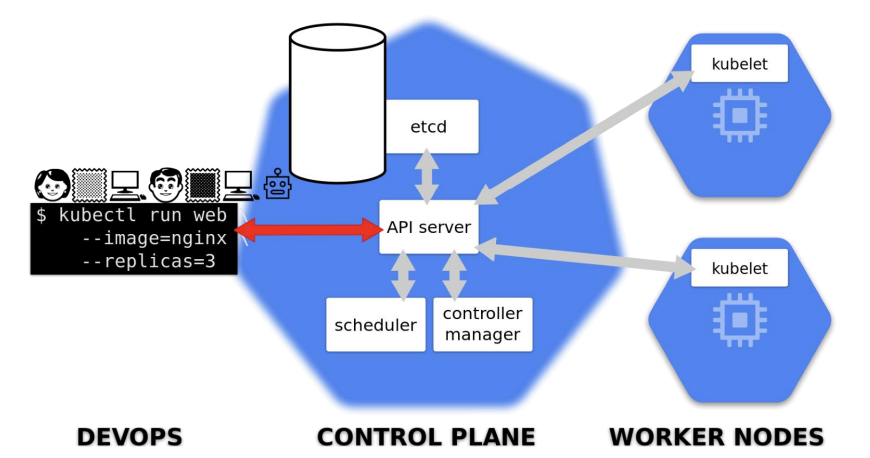 etcd
API server
scheduler
controller
manager
kubelet
kubelet
$ kubectl run web \
--image=nginx
--replicas=3
DEVOPS
CONTROL PLANE
WORKER NODES